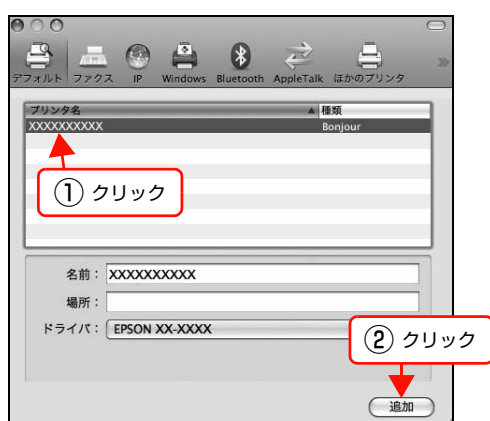 デフォルト ファクス IP Windows Bluetooth AppleTalk ほかのプリンタ
プリンタ名 種類
XXXXXXXXXX Bonjour
① クリック
名前： XXXXXXXXXX
場所：
ドライバ： EPSON XX-XXXX
② クリック
追加